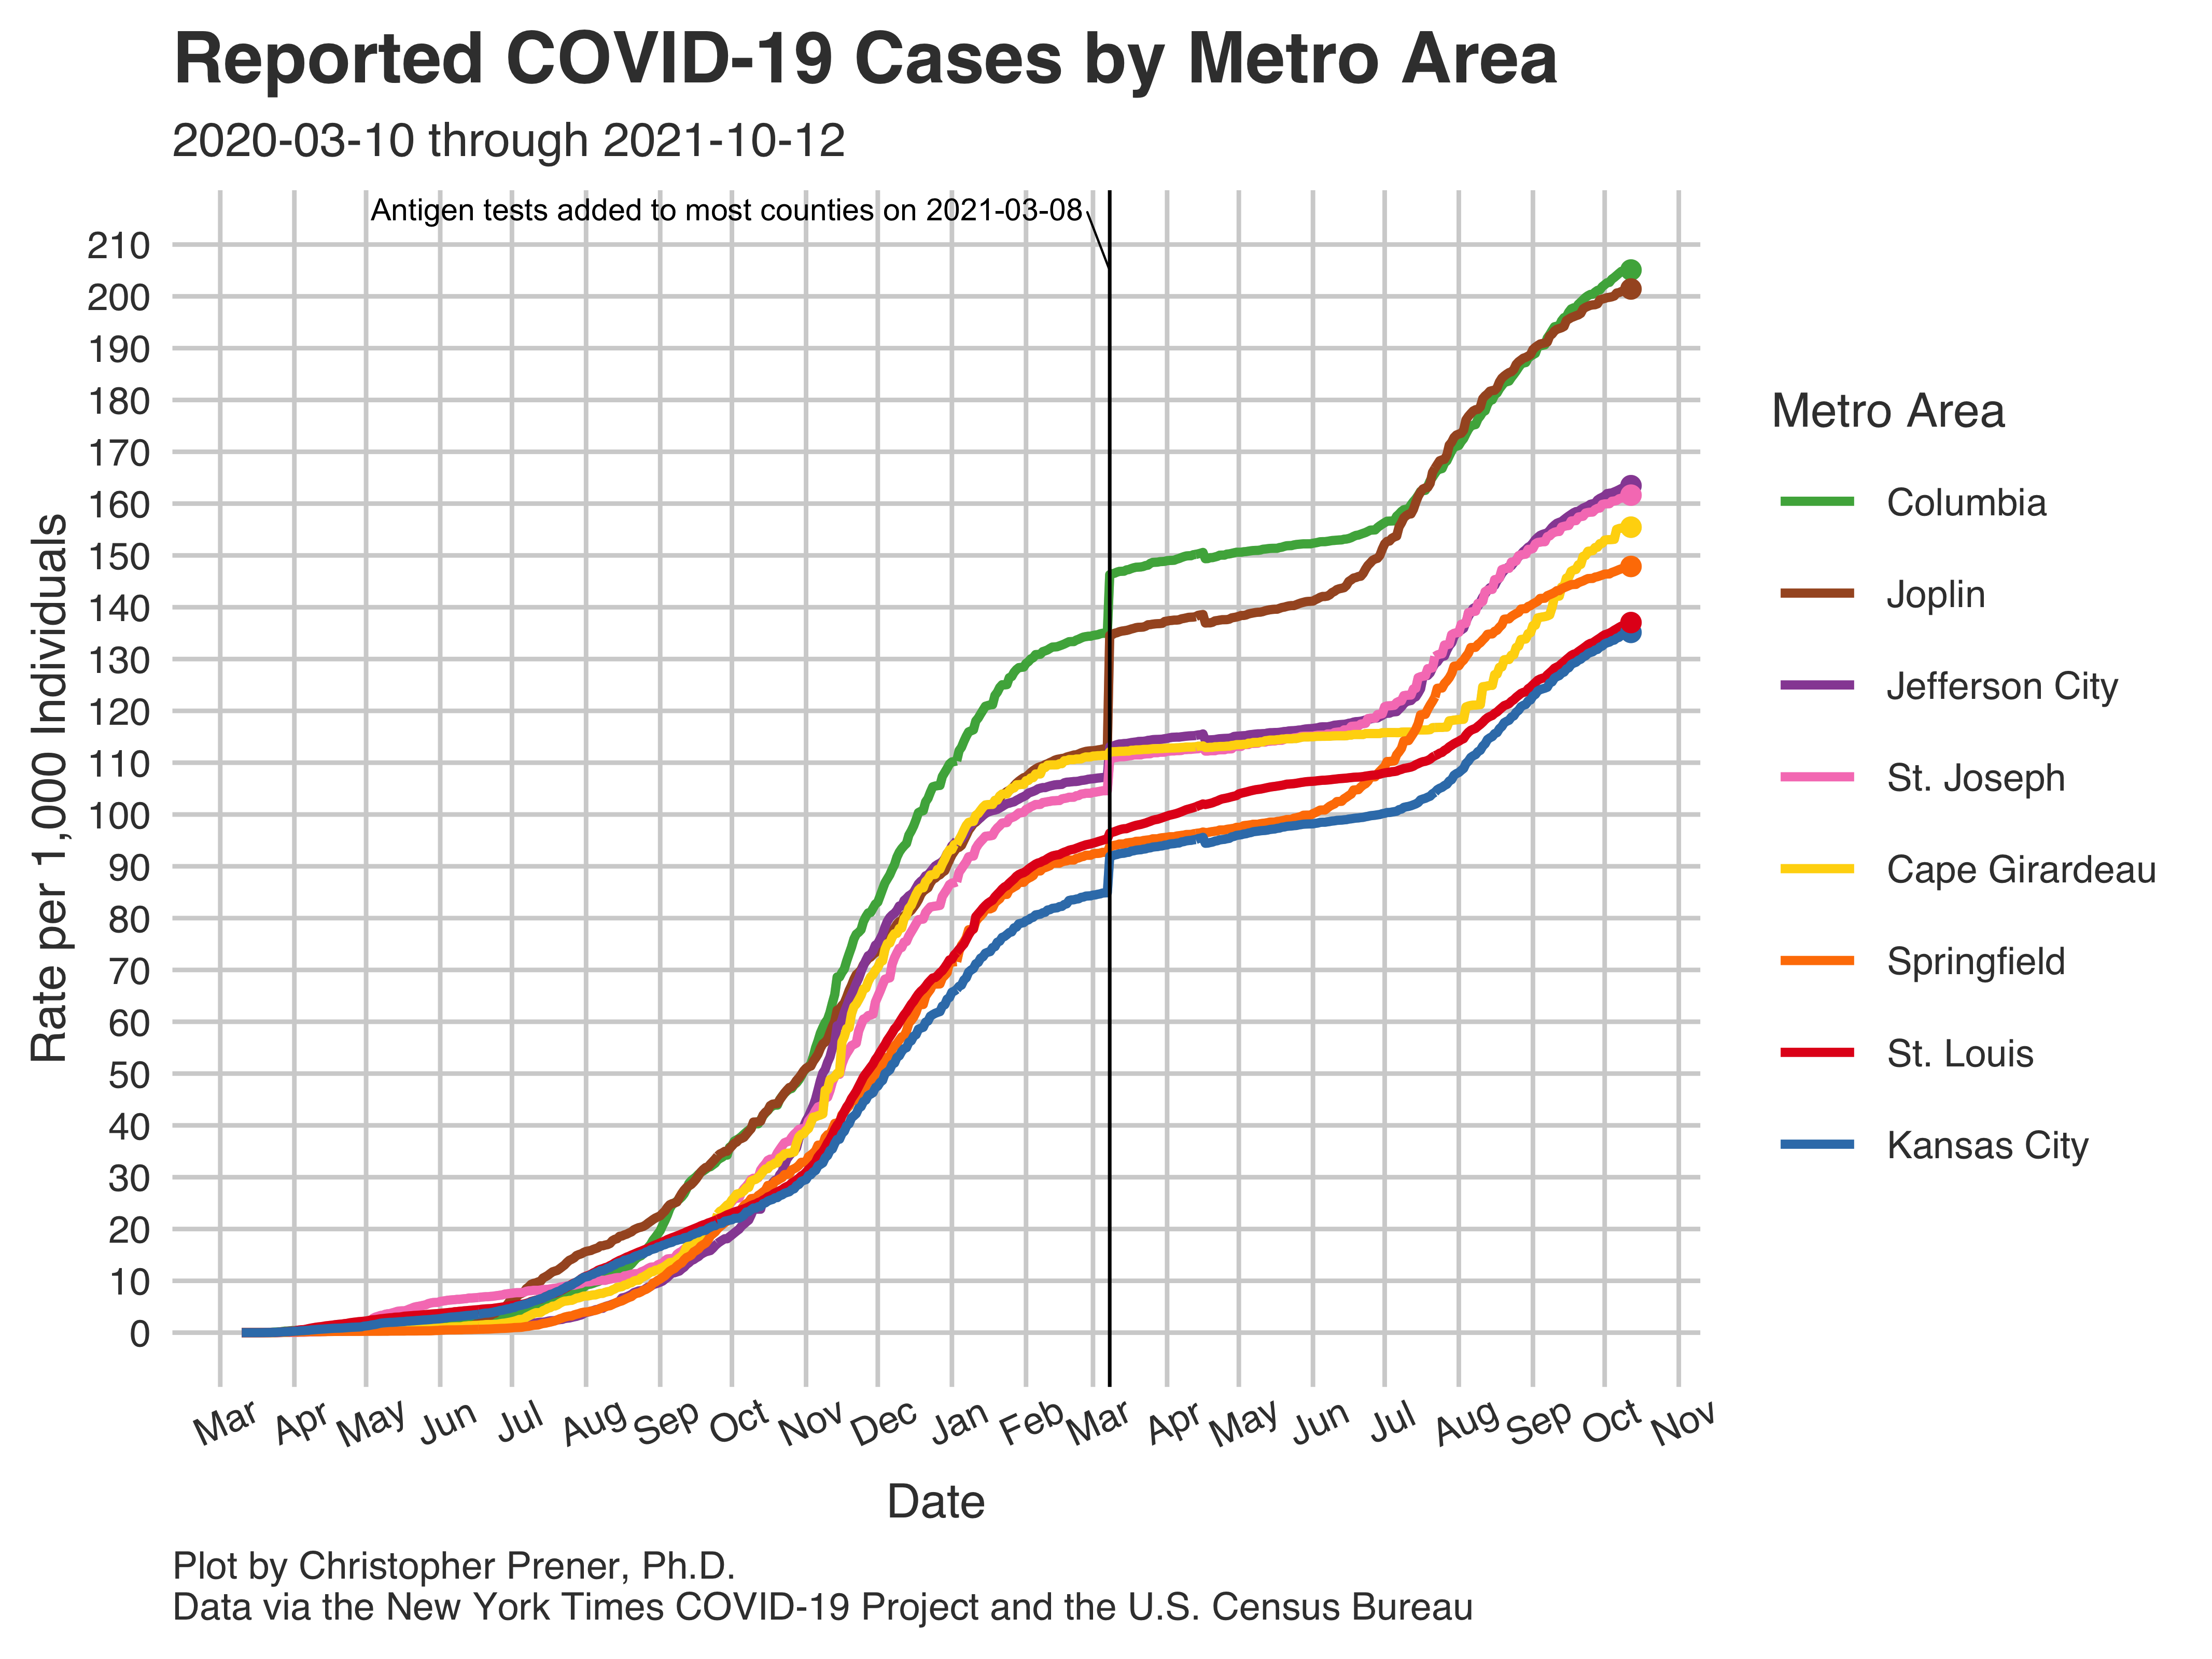 Reported COVID-19 Cases by Metro Area
2020-03-10 through 2021-10-12
Antigen tests added to most counties on 2021-03-08
Rate per 1,000 Individuals
210
200
190
180
170
160
150
140
130
120
110
100
90
80
70
60
50
40
30
20
10
0
Mar Apr May Jun Jul Aug Sep Oct Nov Dec Jan Feb Mar Apr May Jun Jul Aug Sep Oct Nov
Date
Metro Area
Columbia
Joplin
Jefferson City
St. Joseph
Cape Girardeau
Springfield
St. Louis
Kansas City
Plot by Christopher Prener, Ph.D.
Data via the New York Times COVID-19 Project and the U.S. Census Bureau